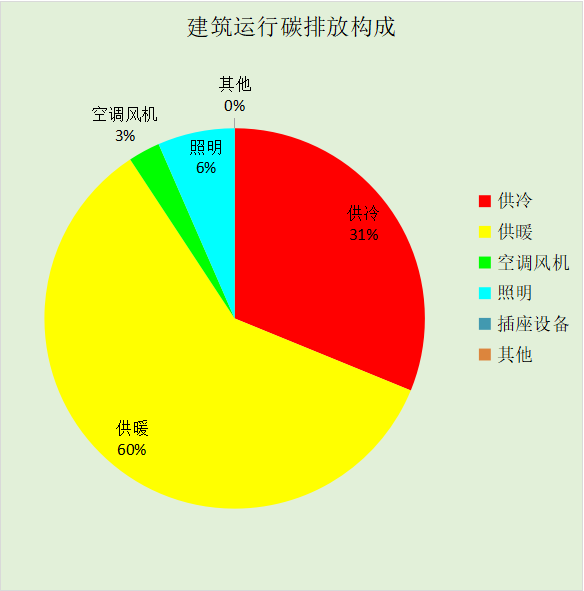 建筑运行碳排放构成
其他
0%
空调风机
3%
照明
6%
供冷
31%
供暖
60%
供冷
供暖
空调风机
照明
插座设备
其他